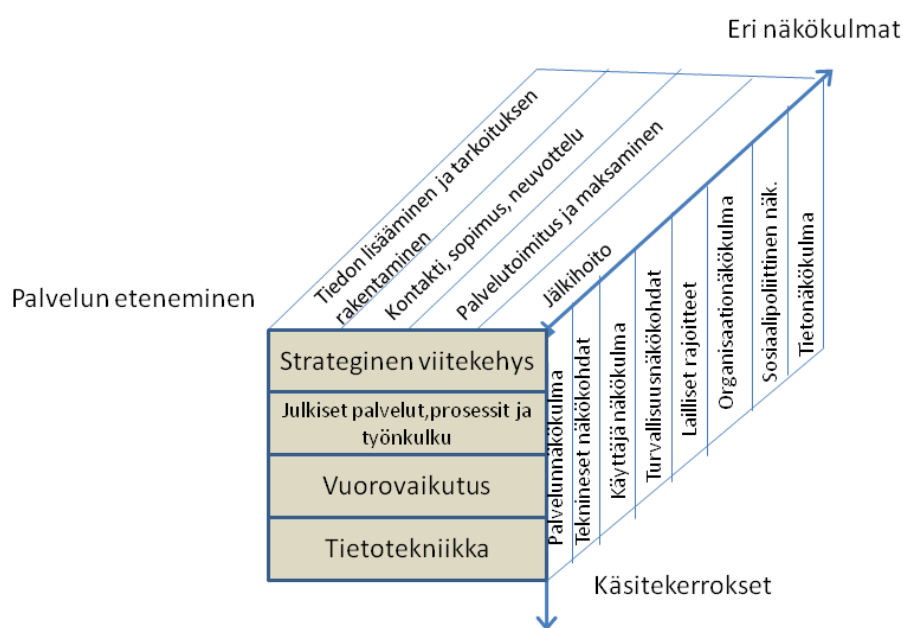 Eri näkökulmat
Tiedon lisääminen ja tarkoituksen
rakentaminen
Kontakti, sopimus, neuvottelu
Palvelutoimitus ja maksaminen
Jälkihoito
Palvelun eteneminen
Strateginen viitekehys
Julkiset palvelut,prosessit ja
työnkulku
Vuorovaikutus
Tietotekniikka
Palvelunnäkökulma
Teknineset näkökohdat
Käyttäjä näkökulma
Turvallisuusnäkökohdat
Lailliset rajoitteet
Organisaationäkökulma
Sosiaalipoliittinen näk.
Tietonäkökulma
Käsitekerrokset